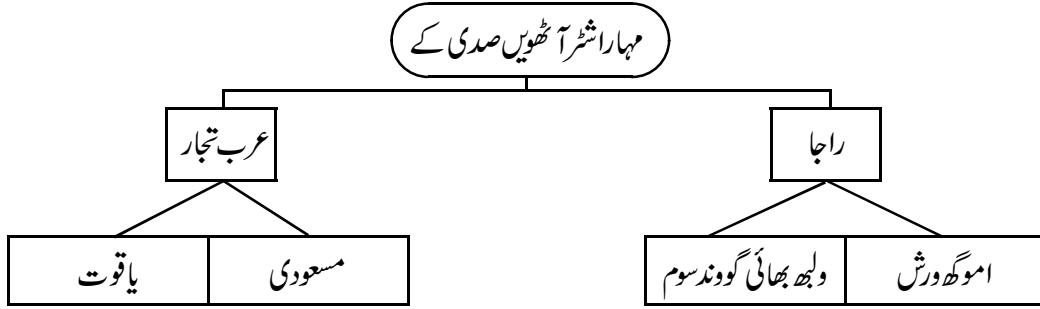 مہاراشٹر آٹھویں صدی کے
راجا
عرب تجار
اموگھ ورش
ولبھ بھائی گووند سوم
مسعودی
یاقوت